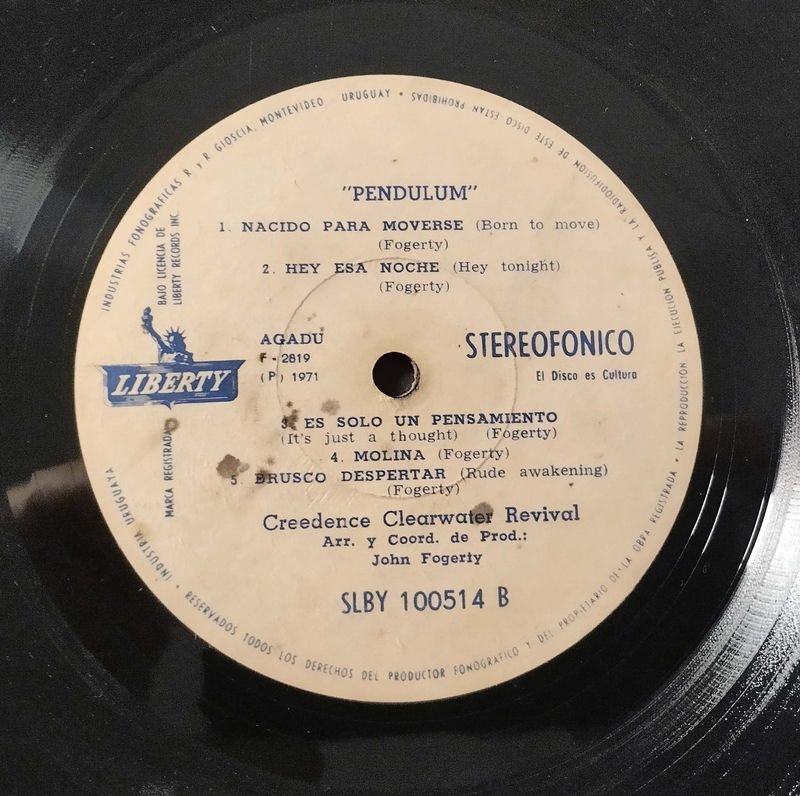 "PENDULUM"
1. NACIDO PARA MOVERSE (Born to move)
(Fogerty)
2. HEY ESA NOCHE (Hey tonight)
(Fogerty)
AGADU
F - 2819
(P) 1971
STEREOFONICO
El Disco es Cultura
LIBERTY
BAJO LICENCIA DE
LIBERTY RECORDS INC.
MARCA REGISTRADA
3. ES SOLO UN PENSAMIENTO
(It's just a thought) (Fogerty)
4. MOLINA (Fogerty)
5. BRUSCO DESPERTAR (Rude awakening)
(Fogerty)
Creedence Clearwater Revival
Arr. y Coord. de Prod.:
John Fogerty
SLBY 100514 B
INDUSTRIAS FONOGRAFICAS R. y R. GIOSCIA, MONTEVIDEO URUGUAY •
INDUSTRIA URUGUAYA • RESERVADOS TODOS LOS DERECHOS DEL PRODUCTOR FONOGRAFICO Y DEL PROPIETARIO DE LA OBRA REGISTRADA • LA REPRODUCCION, LA EJECUCION PUBLICA Y LA RADIODIFUSION DE ESTE DISCO ESTAN PROHIBIDAS